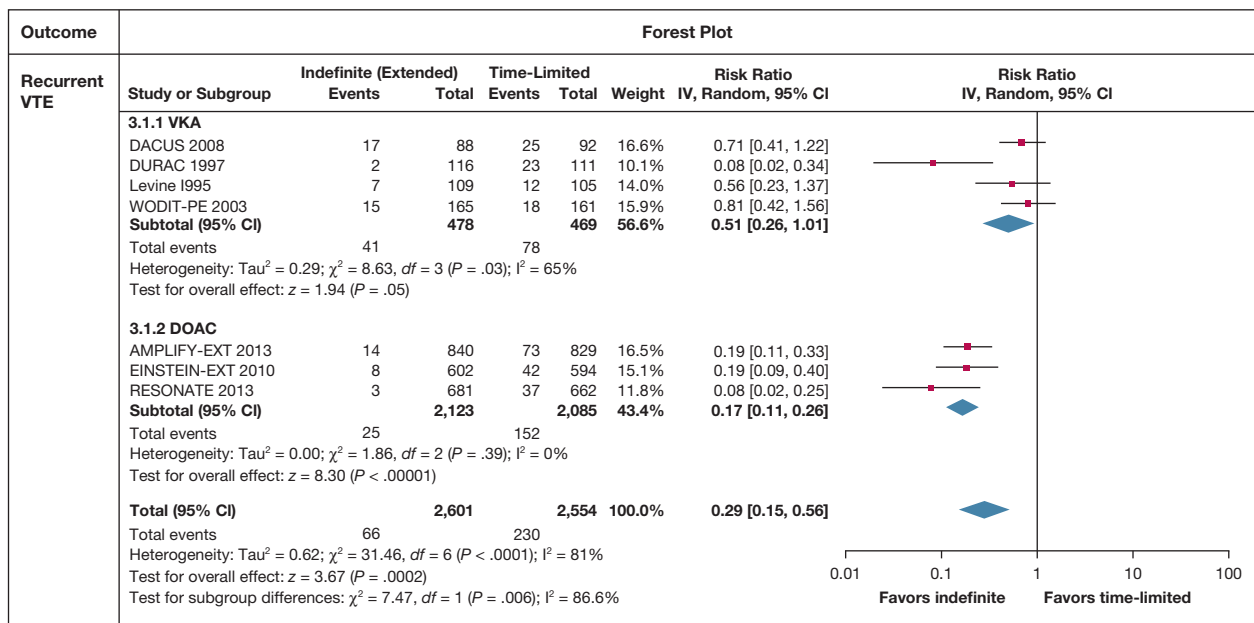 Outcome Forest Plot
Recurrent VTE
Indefinite (Extended) Time-Limited Risk Ratio Risk Ratio
Study or Subgroup Events Total Events Total Weight IV, Random, 95% CI IV, Random, 95% CI
3.1.1 VKA
DACUS 2008 17 88 25 92 16.6% 0.71 [0.41, 1.22]
DURAC 1997 2 116 23 111 10.1% 0.08 [0.02, 0.34]
Levine I995 7 109 12 105 14.0% 0.56 [0.23, 1.37]
WODIT-PE 2003 15 165 18 161 15.9% 0.81 [0.42, 1.56]
Subtotal (95% CI) 478 469 56.6% 0.51 [0.26, 1.01]
Total events 41 78
Heterogeneity: Tau² = 0.29; χ² = 8.63, df = 3 (P = .03); I² = 65%
Test for overall effect: z = 1.94 (P = .05)
3.1.2 DOAC
AMPLIFY-EXT 2013 14 840 73 829 16.5% 0.19 [0.11, 0.33]
EINSTEIN-EXT 2010 8 602 42 594 15.1% 0.19 [0.09, 0.40]
RESONATE 2013 3 681 37 662 11.8% 0.08 [0.02, 0.25]
Subtotal (95% CI) 2,123 2,085 43.4% 0.17 [0.11, 0.26]
Total events 25 152
Heterogeneity: Tau² = 0.00; χ² = 1.86, df = 2 (P = .39); I² = 0%
Test for overall effect: z = 8.30 (P < .00001)
Total (95% CI) 2,601 2,554 100.0% 0.29 [0.15, 0.56]
Total events 66 230
Heterogeneity: Tau² = 0.62; χ² = 31.46, df = 6 (P < .0001); I² = 81%
Test for overall effect: z = 3.67 (P = .0002)
Test for subgroup differences: χ² = 7.47, df = 1 (P = .006); I² = 86.6%
0.01 0.1 1 10 100
Favors indefinite Favors time-limited